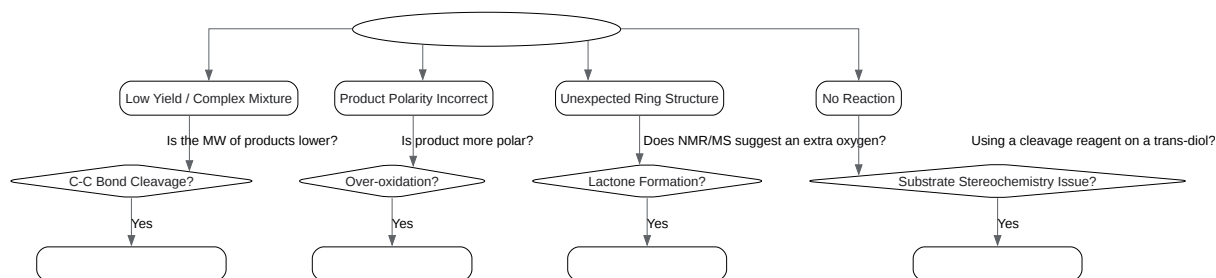 Low Yield / Complex Mixture
Product Polarity Incorrect
Unexpected Ring Structure
No Reaction
Is the MW of products lower?
Is product more polar?
Does NMR/MS suggest an extra oxygen?
Using a cleavage reagent on a trans-diol?
C-C Bond Cleavage?
Over-oxidation?
Lactone Formation?
Substrate Stereochemistry Issue?
Yes
Yes
Yes
Yes